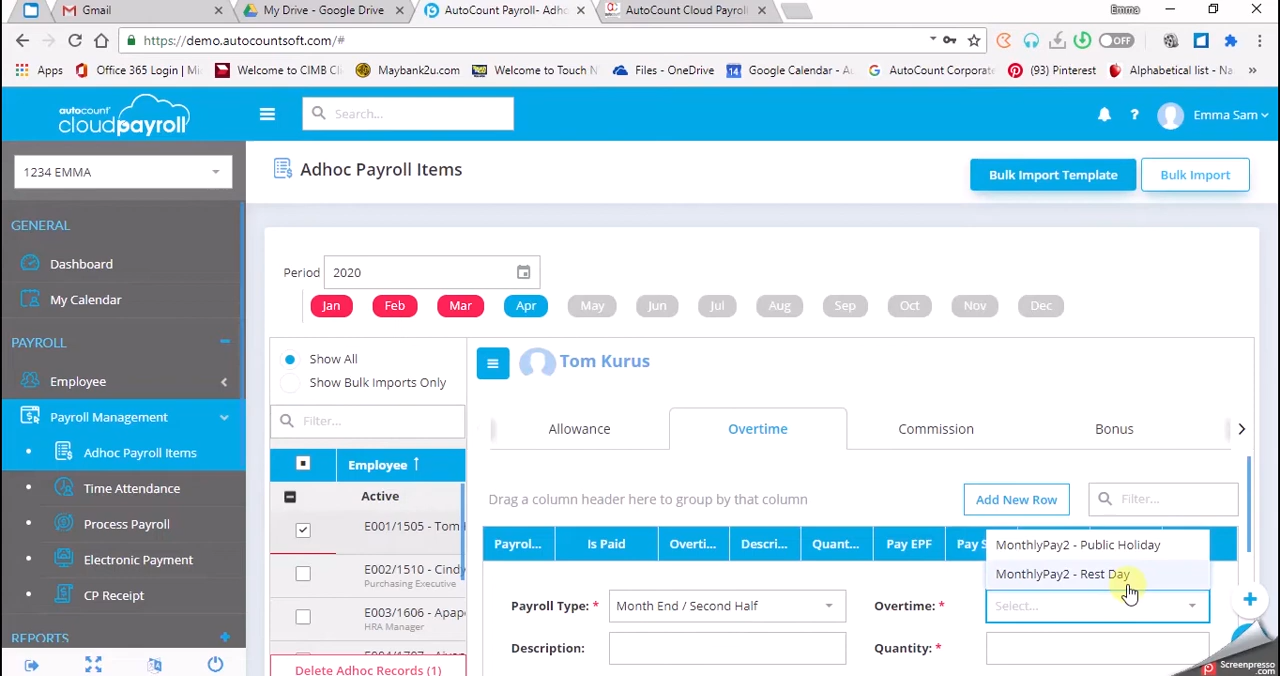 Gmail
My Drive - Google Drive
AutoCount Payroll- Adhoc
AutoCount Cloud Payroll
Emma
https://demo.autocountsoft.com/#
OFF
Apps
Office 365 Login | Mi
Welcome to CIMB Cli
Maybank2u.com
Welcome to Touch N
Files - OneDrive
14
Google Calendar - Au
AutoCount Corporate
(93) Pinterest
Alphabetical list - Na
»
autocount
cloudpayroll
Search...
?
Emma Sam
1234 EMMA
Adhoc Payroll Items
Bulk Import Template
Bulk Import
GENERAL
Dashboard
My Calendar
PAYROLL
Employee
Payroll Management
Adhoc Payroll Items
Time Attendance
Process Payroll
Electronic Payment
CP Receipt
REPORTS
Period
2020
Jan
Feb
Mar
Apr
May
Jun
Jul
Aug
Sep
Oct
Nov
Dec
Show All
Show Bulk Imports Only
Filter...
Employee
Active
E001/1505 - Tom K
E002/1510 - Cindy
Purchasing Executive
E003/1606 - Apap
HRA Manager
Delete Adhoc Records (1)
Tom Kurus
Allowance
Overtime
Commission
Bonus
Drag a column header here to group by that column
Add New Row
Filter...
Payrol...
Is Paid
Overti...
Descri...
Quant...
Pay EPF
Pay S
MonthlyPay2 - Public Holiday
MonthlyPay2 - Rest Day
Payroll Type: *
Month End / Second Half
Overtime: *
Select...
Description:
Quantity: *
Screenpresso
.com